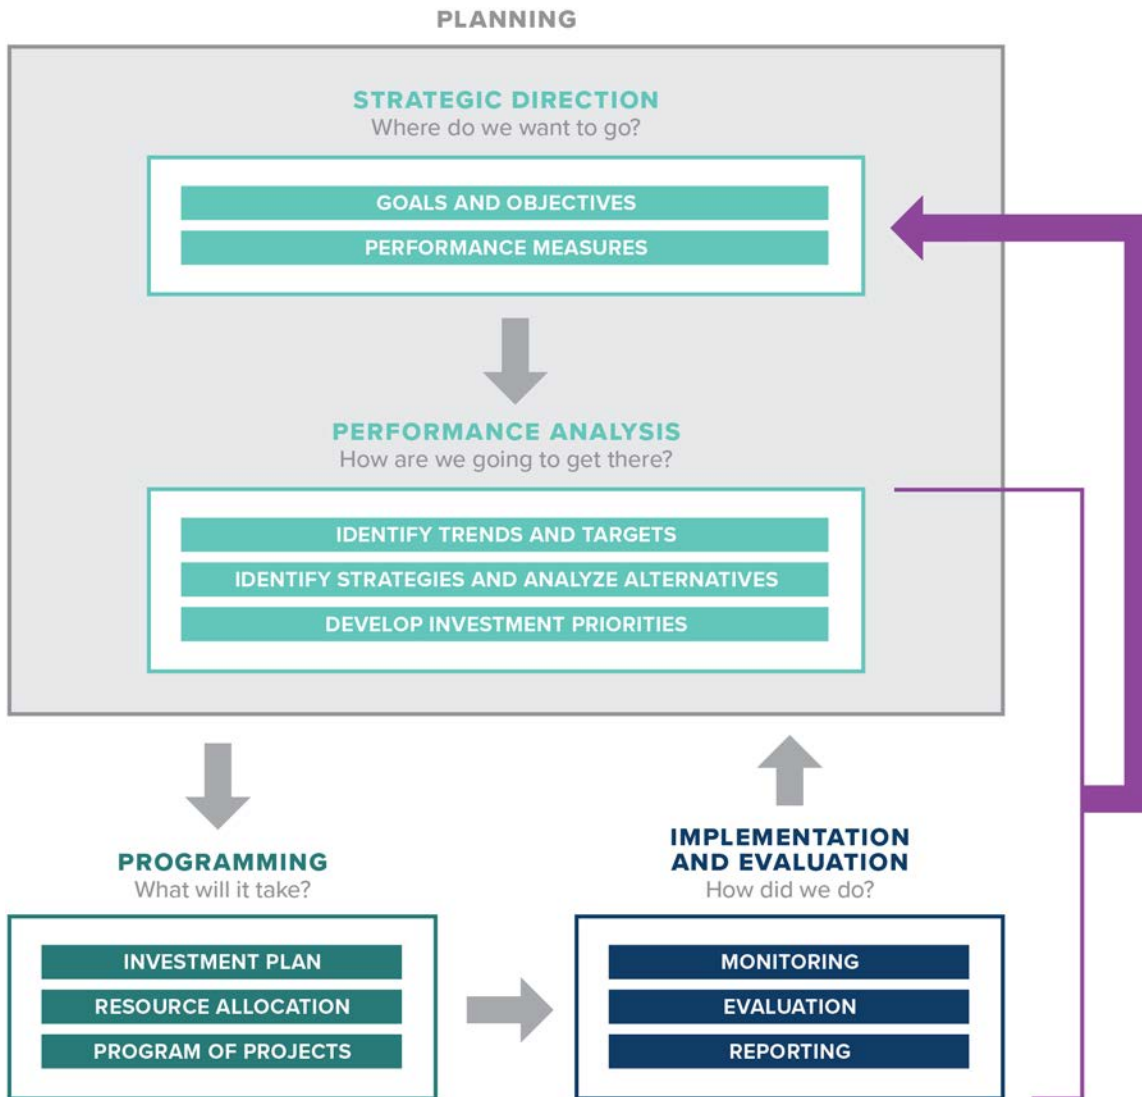 PLANNING
STRATEGIC DIRECTION
Where do we want to go?
GOALS AND OBJECTIVES
PERFORMANCE MEASURES
PERFORMANCE ANALYSIS
How are we going to get there?
IDENTIFY TRENDS AND TARGETS
IDENTIFY STRATEGIES AND ANALYZE ALTERNATIVES
DEVELOP INVESTMENT PRIORITIES
PROGRAMMING
What will it take?
INVESTMENT PLAN
RESOURCE ALLOCATION
PROGRAM OF PROJECTS
IMPLEMENTATION
AND EVALUATION
How did we do?
MONITORING
EVALUATION
REPORTING